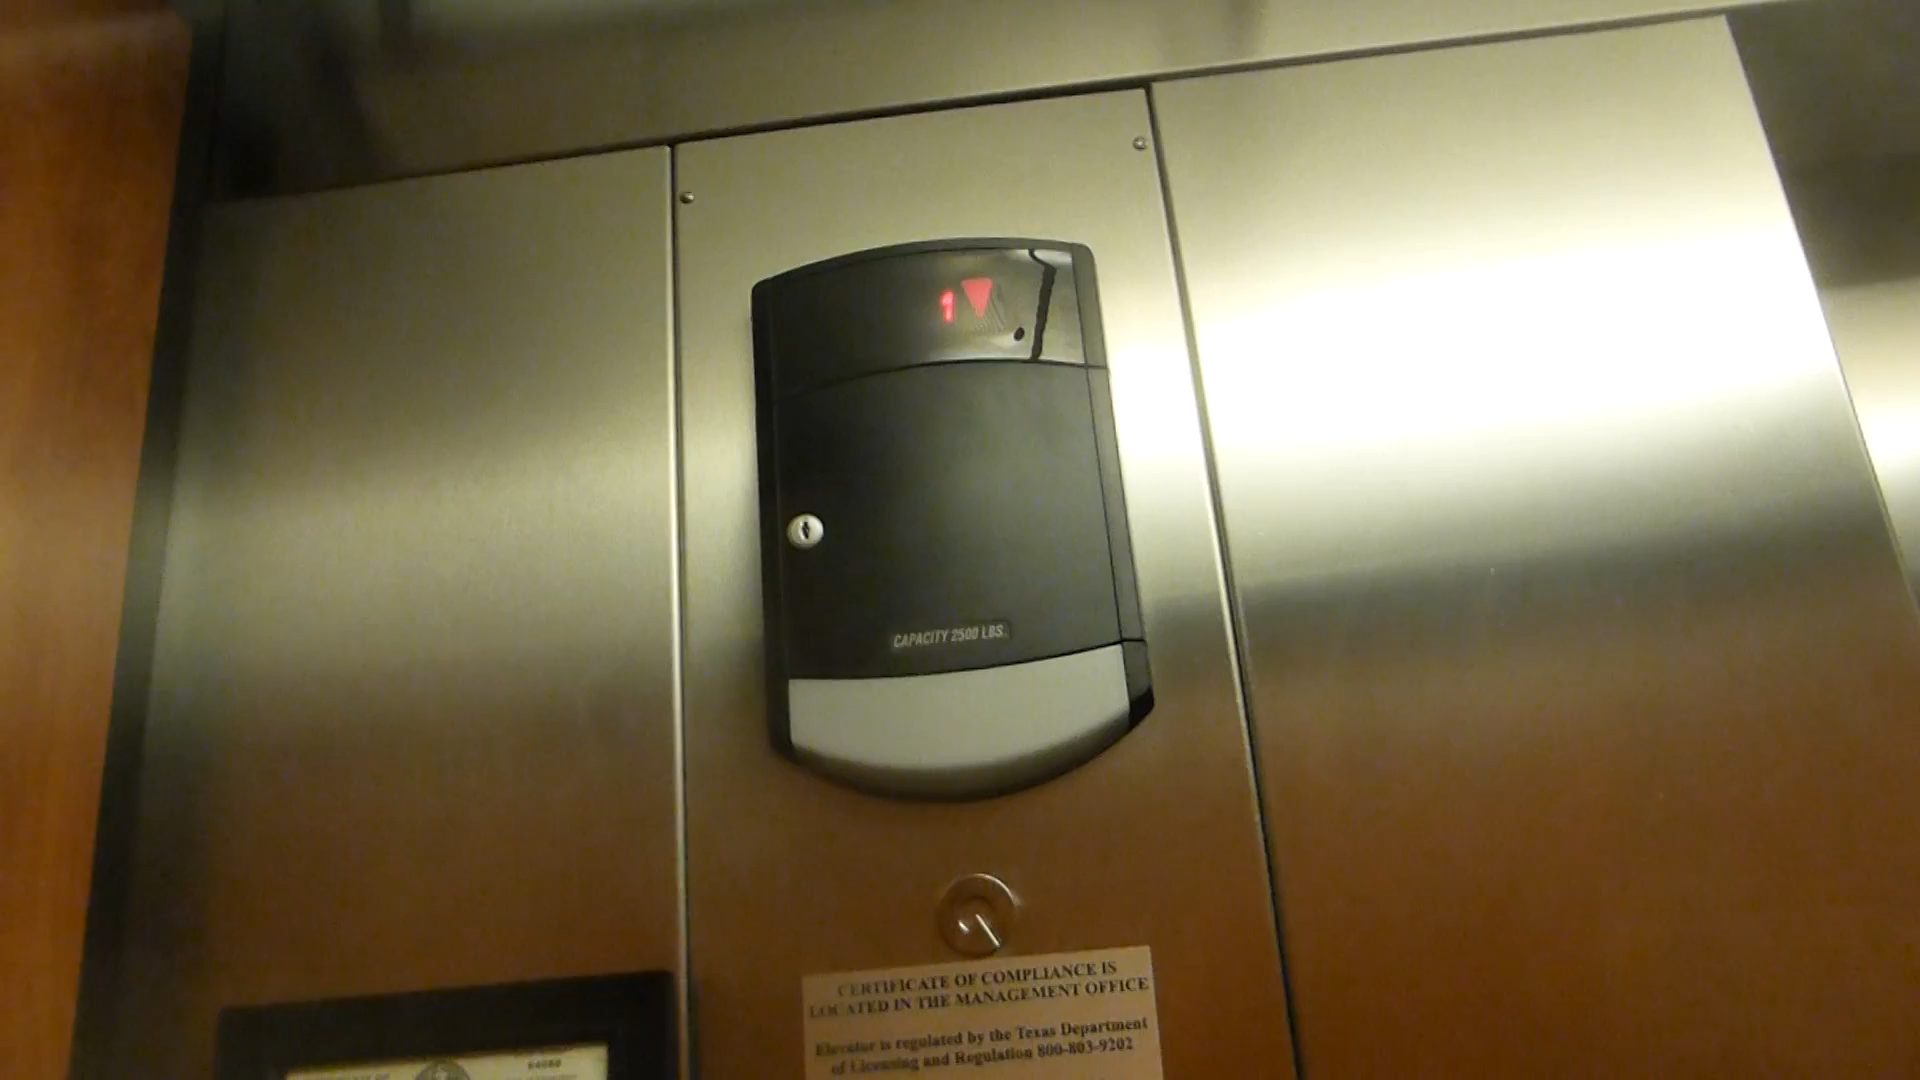 1
CAPACITY 2500 LBS.
CERTIFICATE OF COMPLIANCE IS
LOCATED IN THE MANAGEMENT OFFICE
Elevator is regulated by the Texas Department
of Licensing and Regulation 800-803-9202